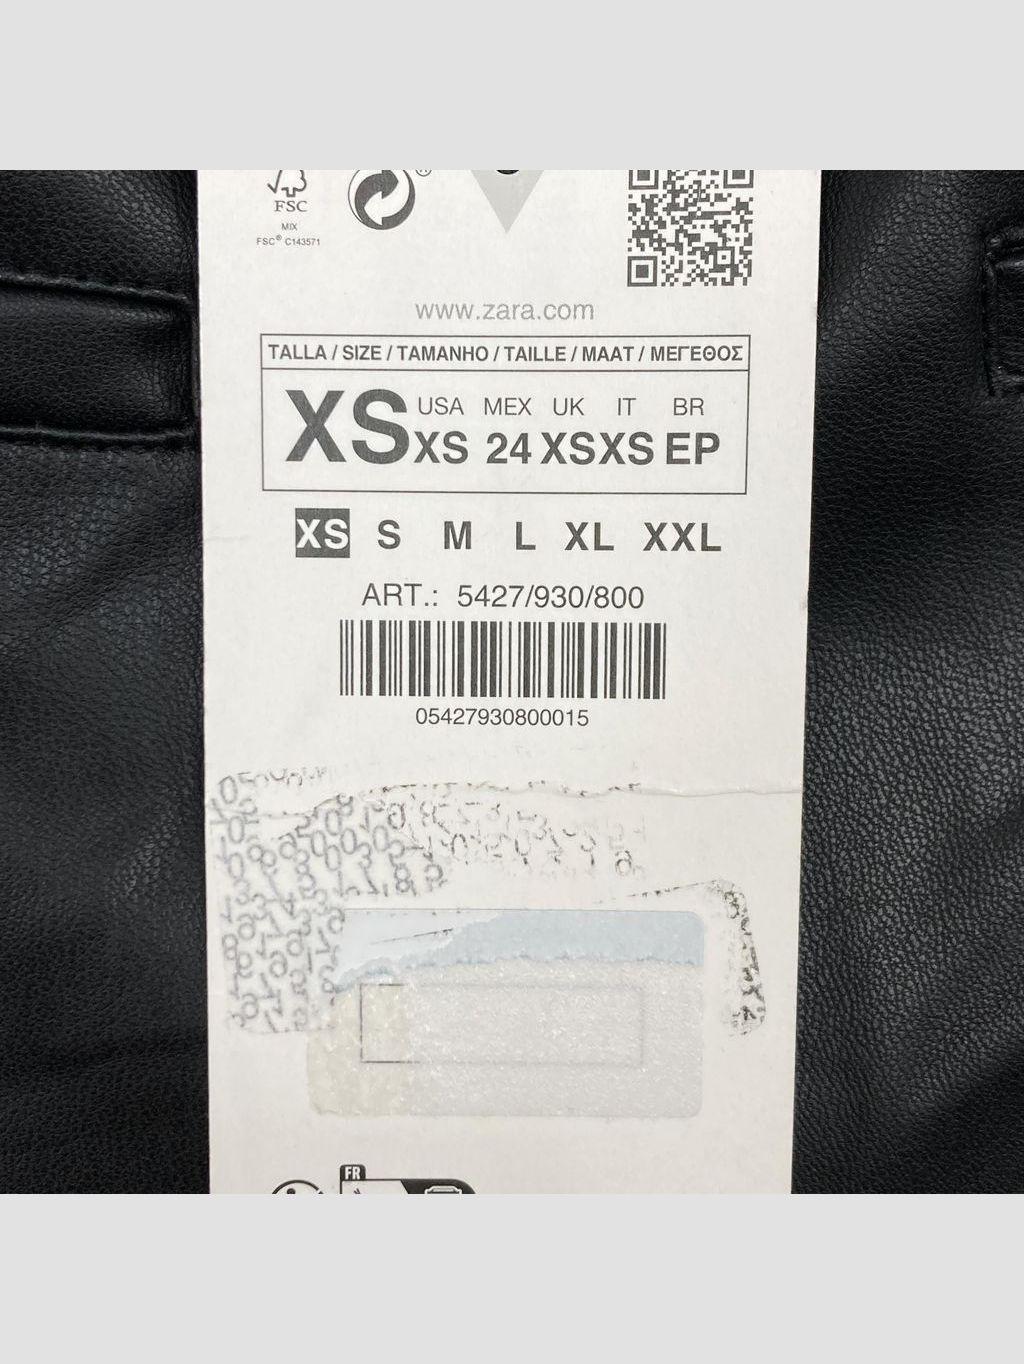 FSC
MIX
FSC® C143571
®
www.zara.com
TALLA / SIZE / TAMANHO / TAILLE / MAAT / ΜΕΓΕΘΟΣ
XS
USA MEX UK IT BR
XS 24 XS XS EP
XS S M L XL XXL
ART.: 5427/930/800
05427930800015
FR